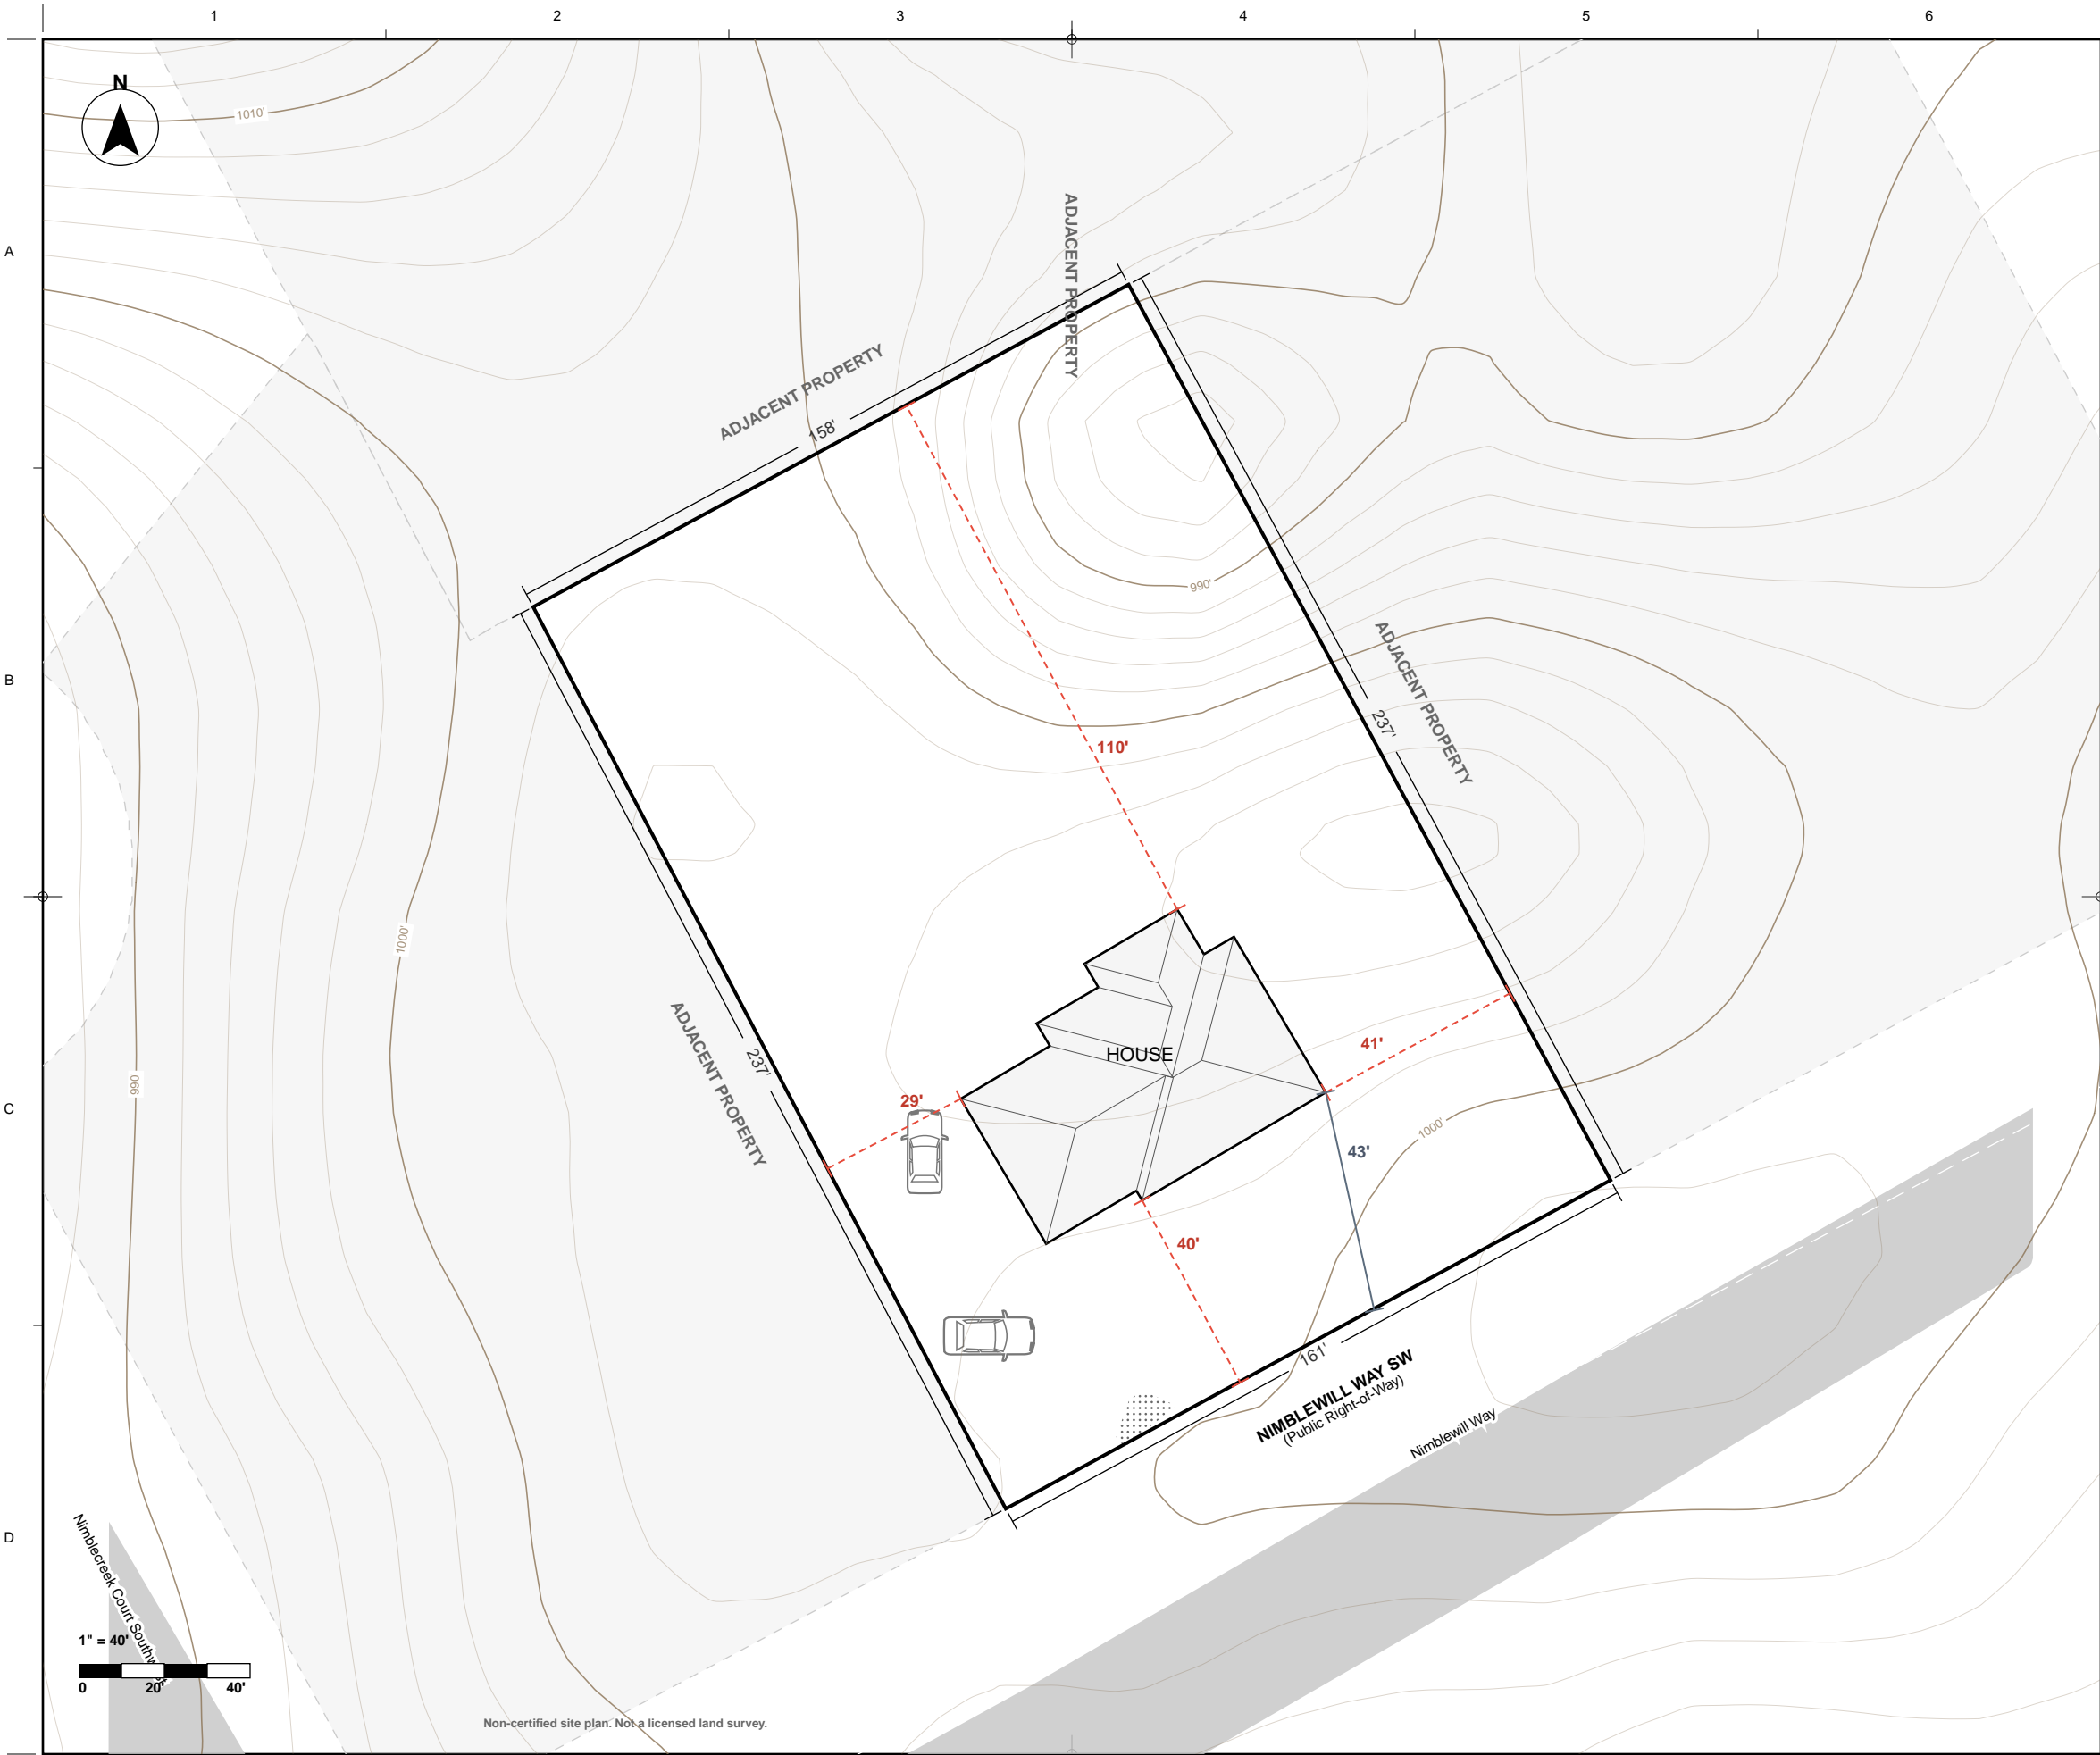 1 2 3 4 5 6
N
1010'
A
ADJACENT PROPERTY
ADJACENT PROPERTY
158'
990'
ADJACENT PROPERTY
B
237'
110'
1000'
ADJACENT PROPERTY
237'
HOUSE
41'
990'
29'
C
1000'
43'
40'
161'
NIMBLEWILL WAY SW
(Public Right-of-Way)
Nimblewill Way
D
Nimblecreek Court Southwest
1" = 40'
0 20' 40'
Non-certified site plan. Not a licensed land survey.